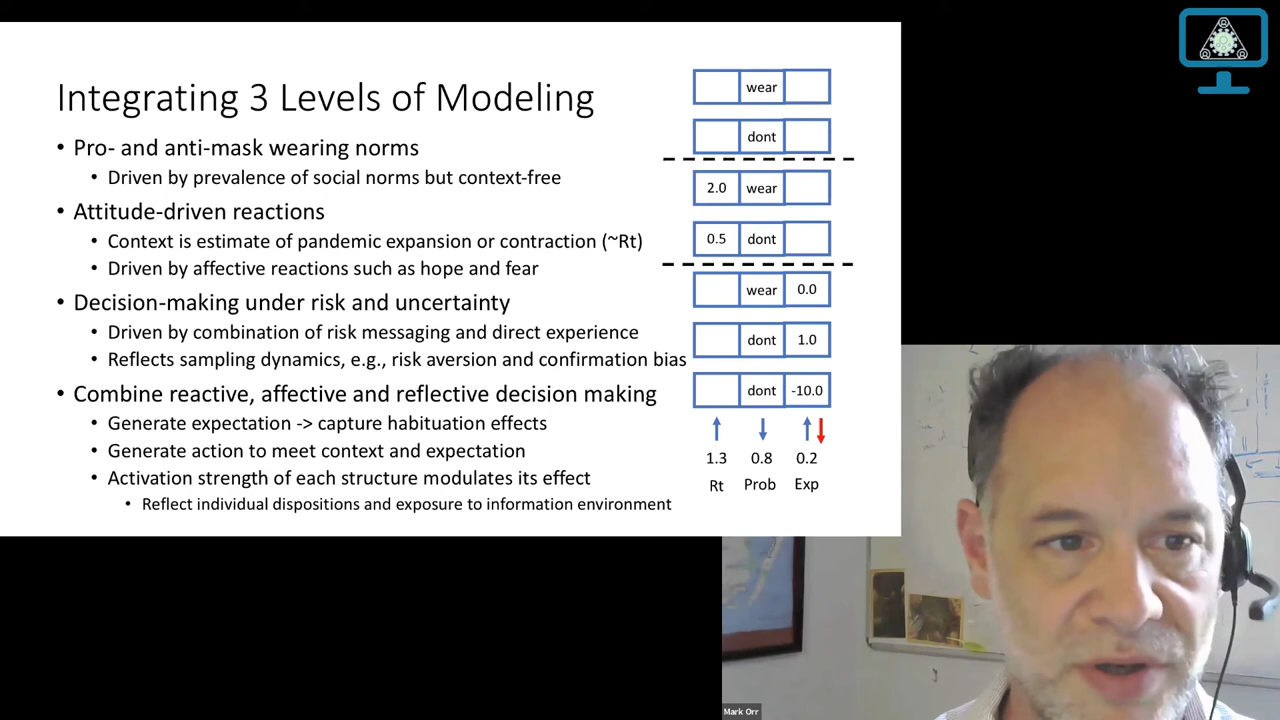 Integrating 3 Levels of Modeling
• Pro- and anti-mask wearing norms
• Driven by prevalence of social norms but context-free
• Attitude-driven reactions
• Context is estimate of pandemic expansion or contraction (~Rt)
• Driven by affective reactions such as hope and fear
• Decision-making under risk and uncertainty
• Driven by combination of risk messaging and direct experience
• Reflects sampling dynamics, e.g., risk aversion and confirmation bias
• Combine reactive, affective and reflective decision making
• Generate expectation -> capture habituation effects
• Generate action to meet context and expectation
• Activation strength of each structure modulates its effect
• Reflect individual dispositions and exposure to information environment
wear
dont
2.0 wear
0.5 dont
wear 0.0
dont 1.0
dont -10.0
1.3 0.8 0.2
Rt Prob Exp
Mark Orr